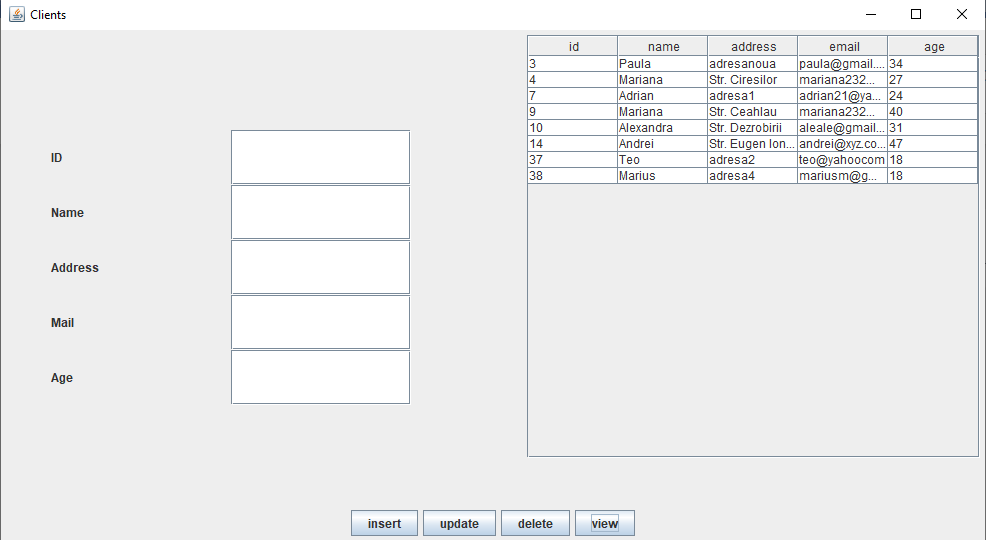 Clients
id name address email age
3 Paula adresanoua paula@gmail.... 34
4 Mariana Str. Ciresilor mariana232... 27
7 Adrian adresa1 adrian21@ya... 24
9 Mariana Str. Ceahlau mariana232... 40
10 Alexandra Str. Dezrobirii aleale@gmail... 31
14 Andrei Str. Eugen Ion... andrei@xyz.co... 47
37 Teo adresa2 teo@yahoocom 18
38 Marius adresa4 mariusm@g... 18
ID
Name
Address
Mail
Age
insert update delete view